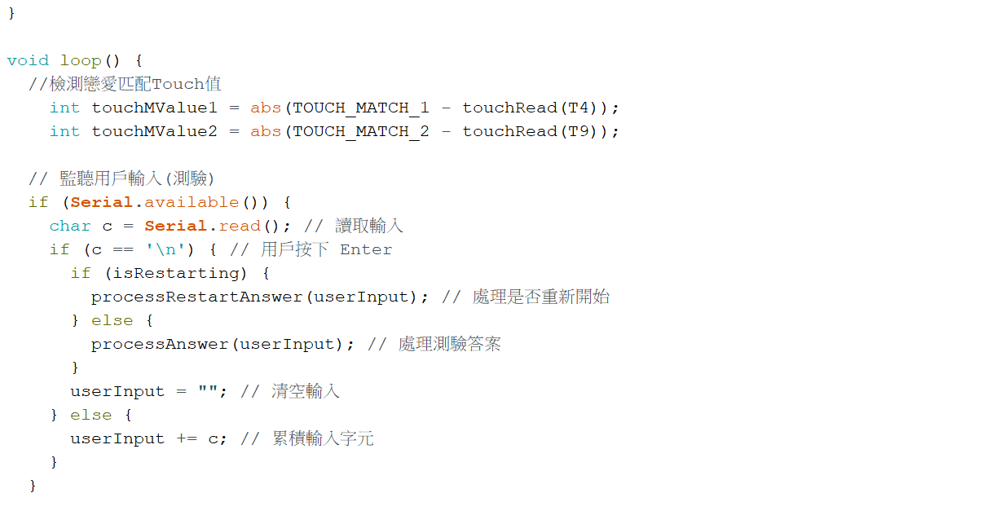 }
void loop() {
//檢測戀愛匹配Touch值
int touchMValue1 = abs(TOUCH_MATCH_1 - touchRead(T4));
int touchMValue2 = abs(TOUCH_MATCH_2 - touchRead(T9));
// 監聽用戶輸入(測驗)
if (Serial.available()) {
char c = Serial.read(); // 讀取輸入
if (c == '\n') { // 用戶按下 Enter
if (isRestarting) {
processRestartAnswer(userInput); // 處理是否重新開始
} else {
processAnswer(userInput); // 處理測驗答案
}
userInput = ""; // 清空輸入
} else {
userInput += c; // 累積輸入字元
}
}